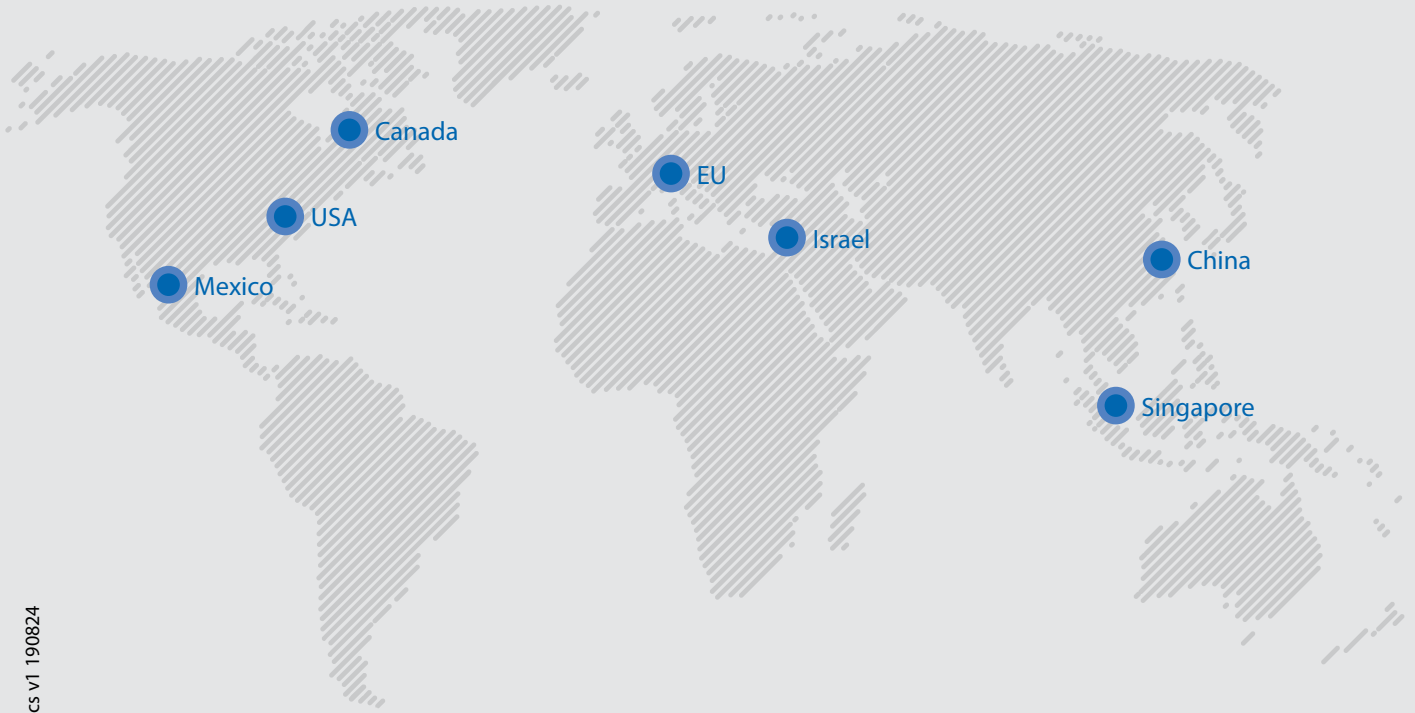 Canada
EU
USA
Israel
China
Mexico
Singapore
cs v1 190824